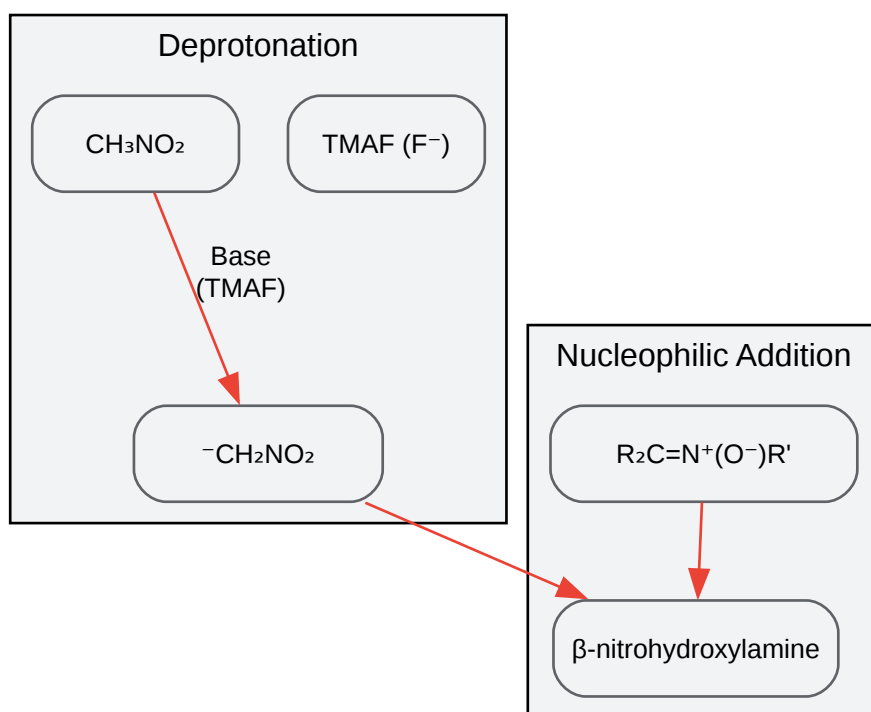 Deprotonation
CH₃NO₂
TMAF (F⁻)
Base
(TMAF)
⁻CH₂NO₂
Nucleophilic Addition
R₂C=N⁺(O⁻)R'
β-nitrohydroxylamine